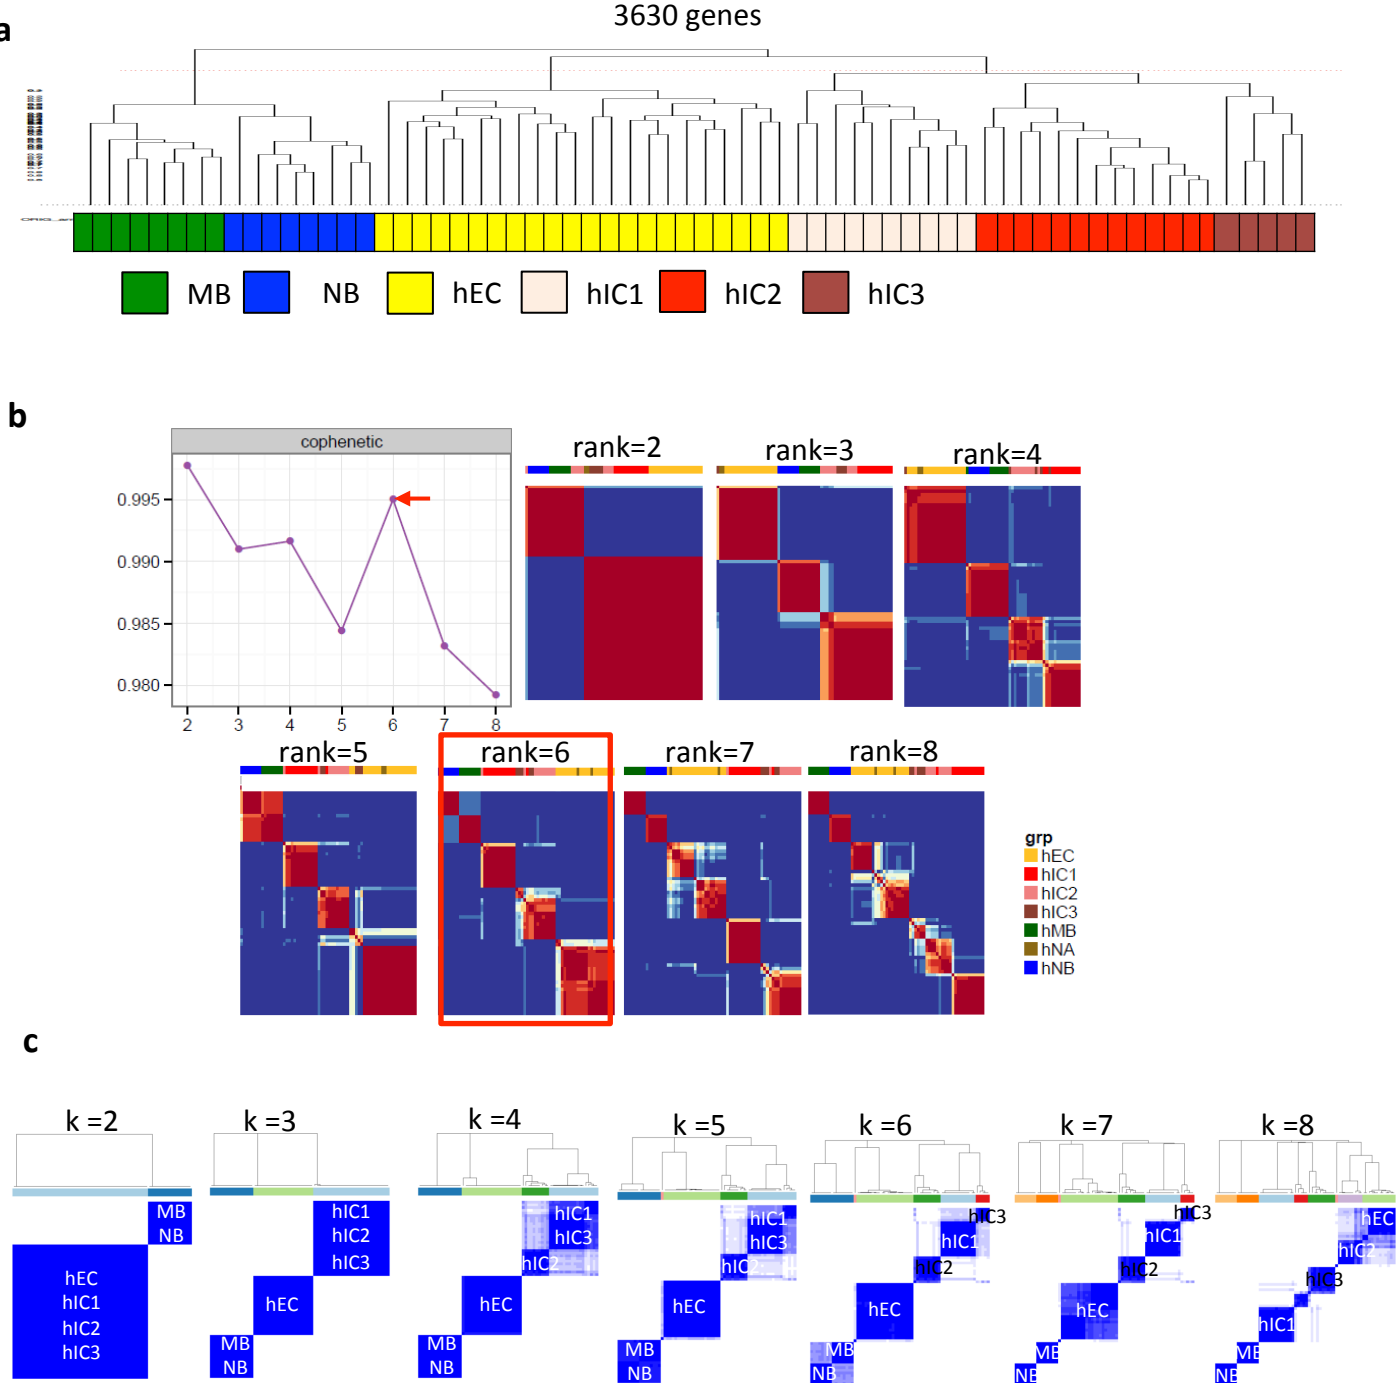 a
3630 genes
MB NB hEC hIC1 hIC2 hIC3
b
cophenetic
0.995
0.990
0.985
0.980
2 3 4 5 6 7 8
rank=2 rank=3 rank=4
rank=5 rank=6 rank=7 rank=8
grp
hEC
hIC1
hIC2
hIC3
hMB
hNA
hNB
c
k =2 k =3 k =4 k =5 k =6 k =7 k =8
MB
NB
hEC
hIC1
hIC2
hIC3
hIC1
hIC2
hIC3
hEC
MB
NB
hIC1
hIC3
hIC2
hEC
MB
NB
hIC1
hIC3
hIC2
hEC
MB
NB
hIC3
hIC1
hIC2
hEC
MB
NB
hIC3
hIC1
hIC2
hEC
ME
NE
hEC
hIC2
hIC3
hIC1
ME
NE